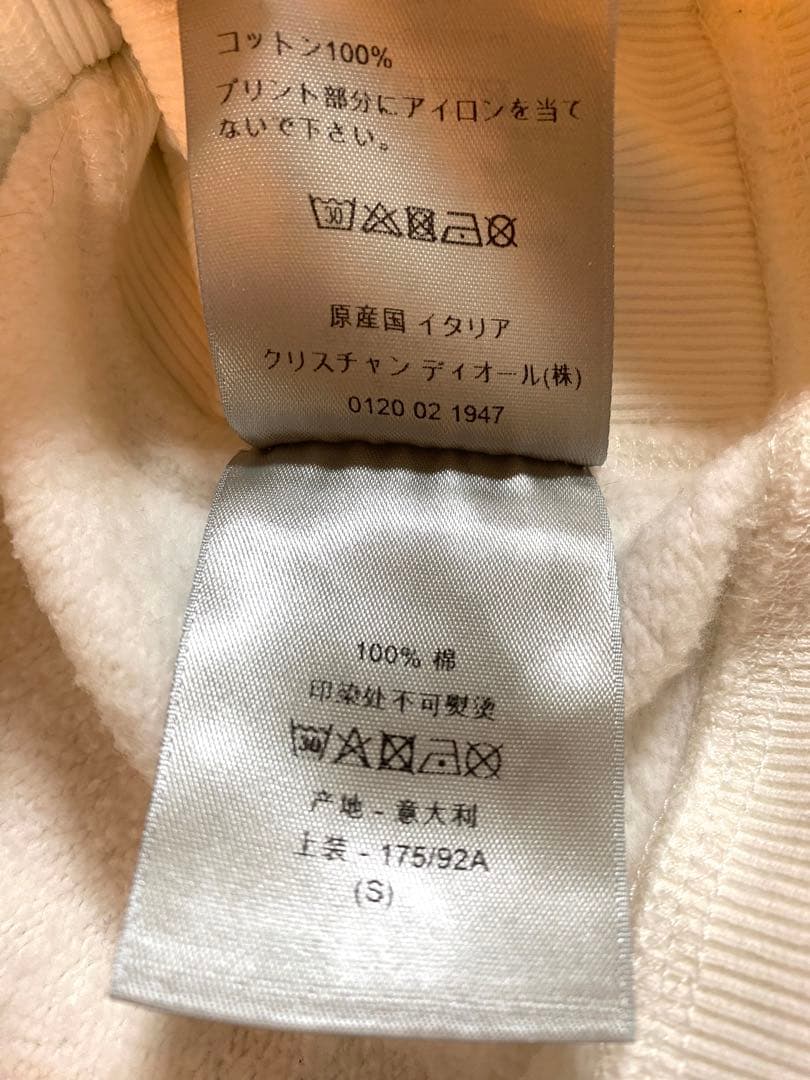 コットン100%
プリント部分にアイロンを当て
ないで下さい。
30
原産国 イタリア
クリスチャン ディオール(株)
0120 02 1947
100% 棉
印染处不可熨烫
30
产地 - 意大利
上装 - 175/92A
(S)